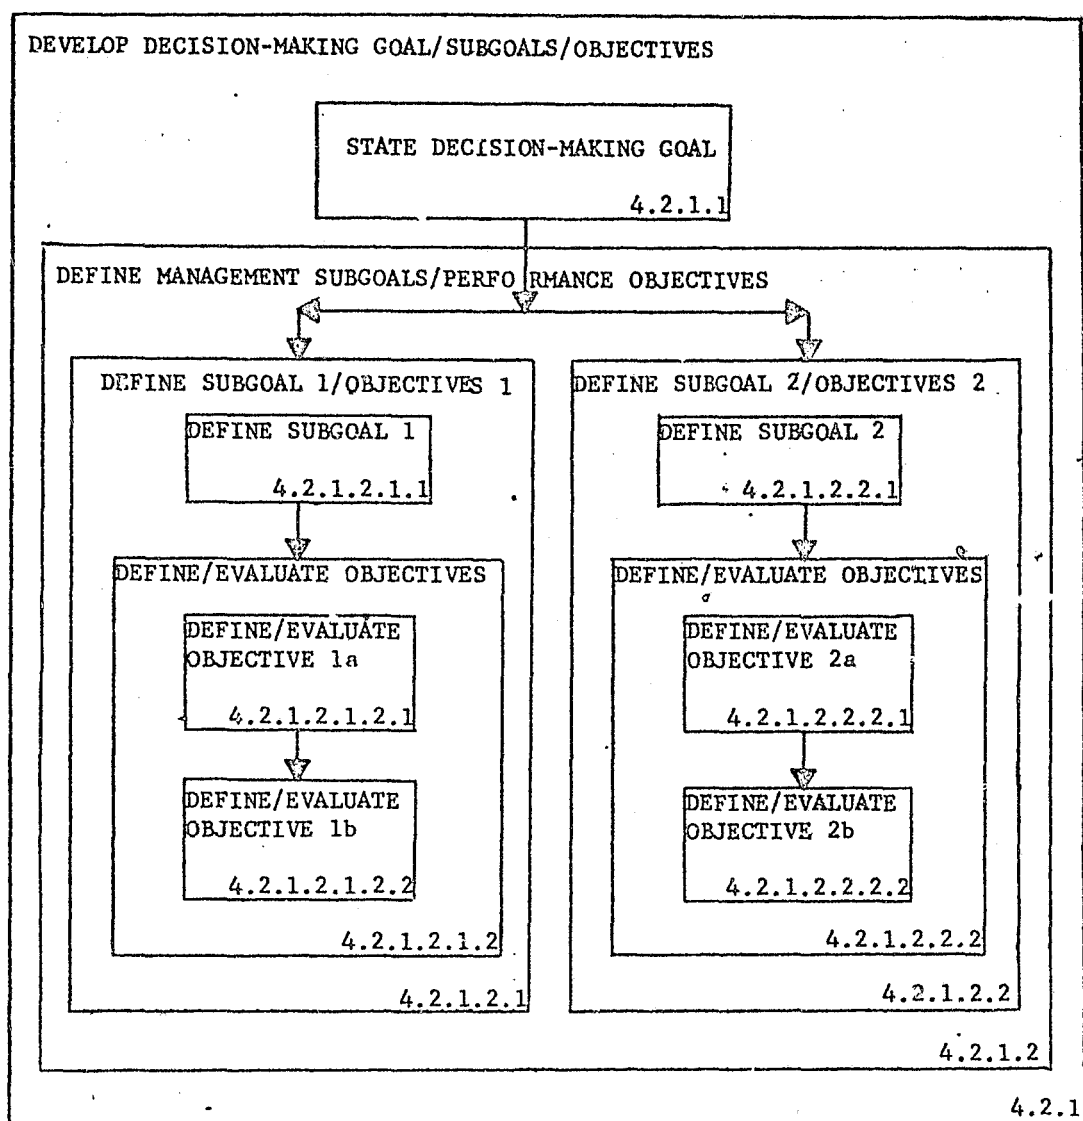 DEVELOP DECISION-MAKING GOAL/SUBGOALS/OBJECTIVES
STATE DECISION-MAKING GOAL
4.2.1.1
DEFINE MANAGEMENT SUBGOALS/PERFORMANCE OBJECTIVES
DEFINE SUBGOAL 1/OBJECTIVES 1
DEFINE SUBGOAL 1
4.2.1.2.1.1
DEFINE/EVALUATE OBJECTIVES
DEFINE/EVALUATE
OBJECTIVE 1a
4.2.1.2.1.2.1
DEFINE/EVALUATE
OBJECTIVE 1b
4.2.1.2.1.2.2
4.2.1.2.1.2
4.2.1.2.1
DEFINE SUBGOAL 2/OBJECTIVES 2
DEFINE SUBGOAL 2
4.2.1.2.2.1
DEFINE/EVALUATE OBJECTIVES
DEFINE/EVALUATE
OBJECTIVE 2a
4.2.1.2.2.2.1
DEFINE/EVALUATE
OBJECTIVE 2b
4.2.1.2.2.2.2
4.2.1.2.2.2
4.2.1.2.2
4.2.1.2
4.2.1